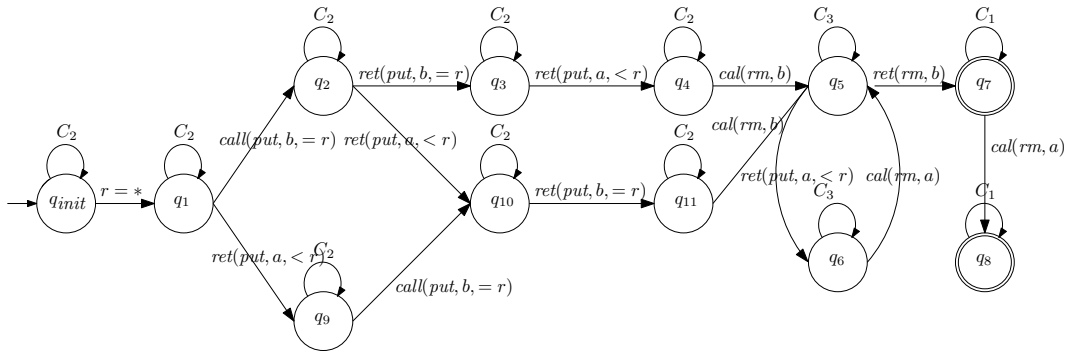 C2 C2 C2 C3 C1
q2 ret(put, b, = r) q3 ret(put, a, < r) q4 cal(rm, b) q5 ret(rm, b) q7
C2 C2 call(put, b, = r) ret(put, a, < r) C2 C2 cal(rm, b) cal(rm, a)
qinit r = * q1 q10 ret(put, b, = r) q11 ret(put, a, < r) cal(rm, a)
C3 C1
ret(put, a, < r) C2 q6 q8
q9 call(put, b, = r)